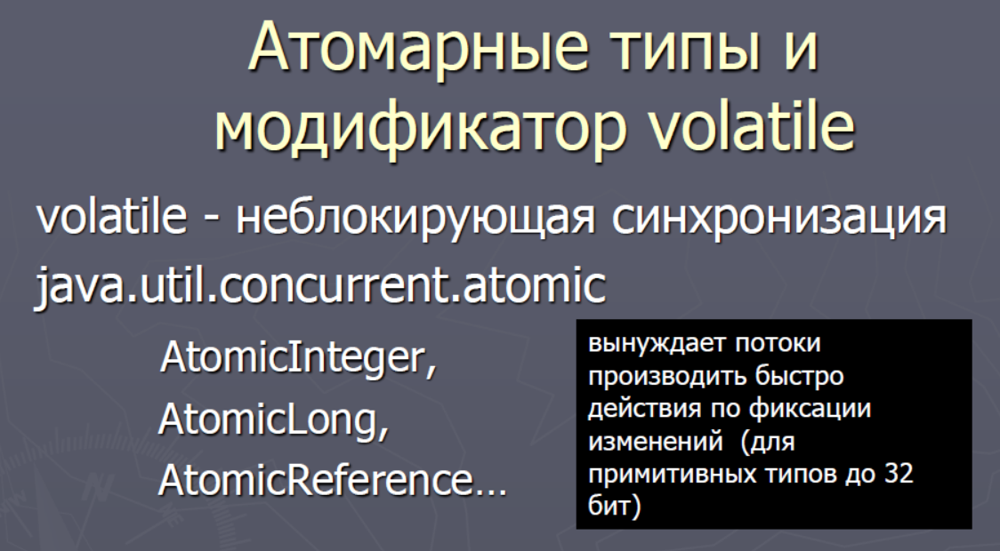 Атомарные типы и
модификатор volatile
volatile - неблокирующая синхронизация
java.util.concurrent.atomic
AtomicInteger,
AtomicLong,
AtomicReference…
вынуждает потоки
производить быстро
действия по фиксации
изменений (для
примитивных типов до 32
бит)